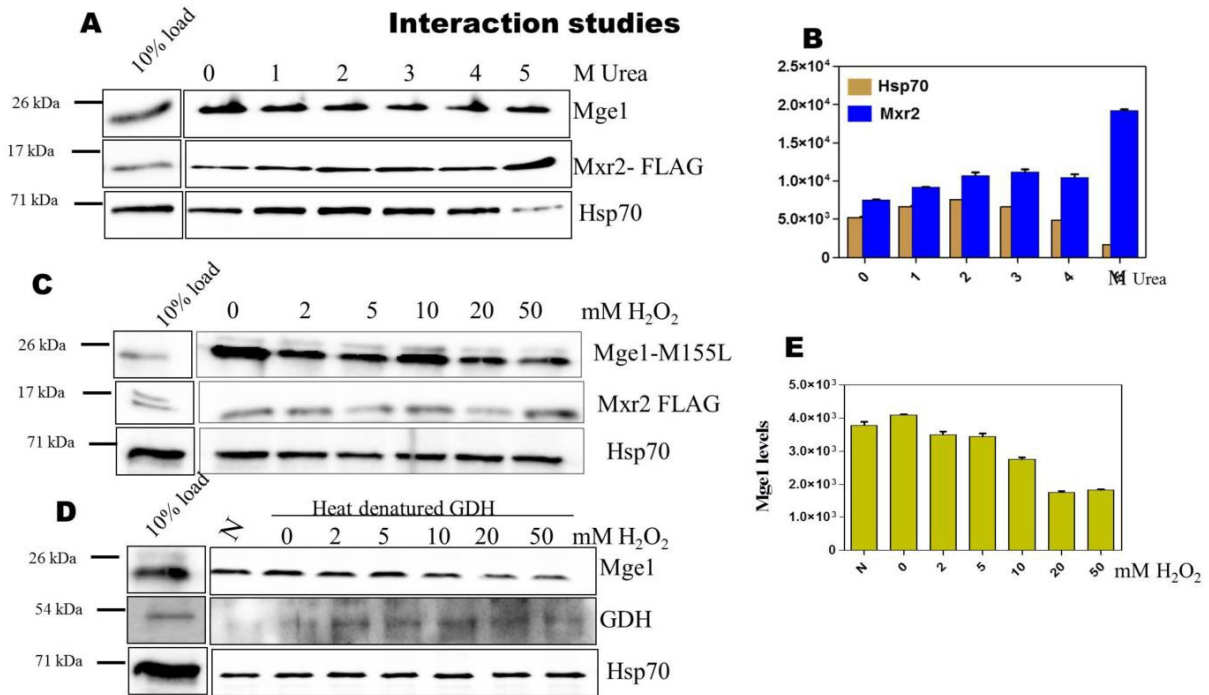 A
Interaction studies
10% load
0 1 2 3 4 5 M Urea
26 kDa
Mge1
17 kDa
Mxr2- FLAG
71 kDa
Hsp70
B
2.5×10⁴
2.0×10⁴
1.5×10⁴
1.0×10⁴
5.0×10³
0
Hsp70
Mxr2
0 1 2 3 4 M Urea
C
10% load
0 2 5 10 20 50 mM H₂O₂
26 kDa
Mge1-M155L
17 kDa
Mxr2 FLAG
71 kDa
Hsp70
D
10% load
Heat denatured GDH
N 0 2 5 10 20 50 mM H₂O₂
26 kDa
Mge1
54 kDa
GDH
71 kDa
Hsp70
E
Mge1 levels
5.0×10³
4.0×10³
3.0×10³
2.0×10³
1.0×10³
0
N 0 2 5 10 20 50 mM H₂O₂